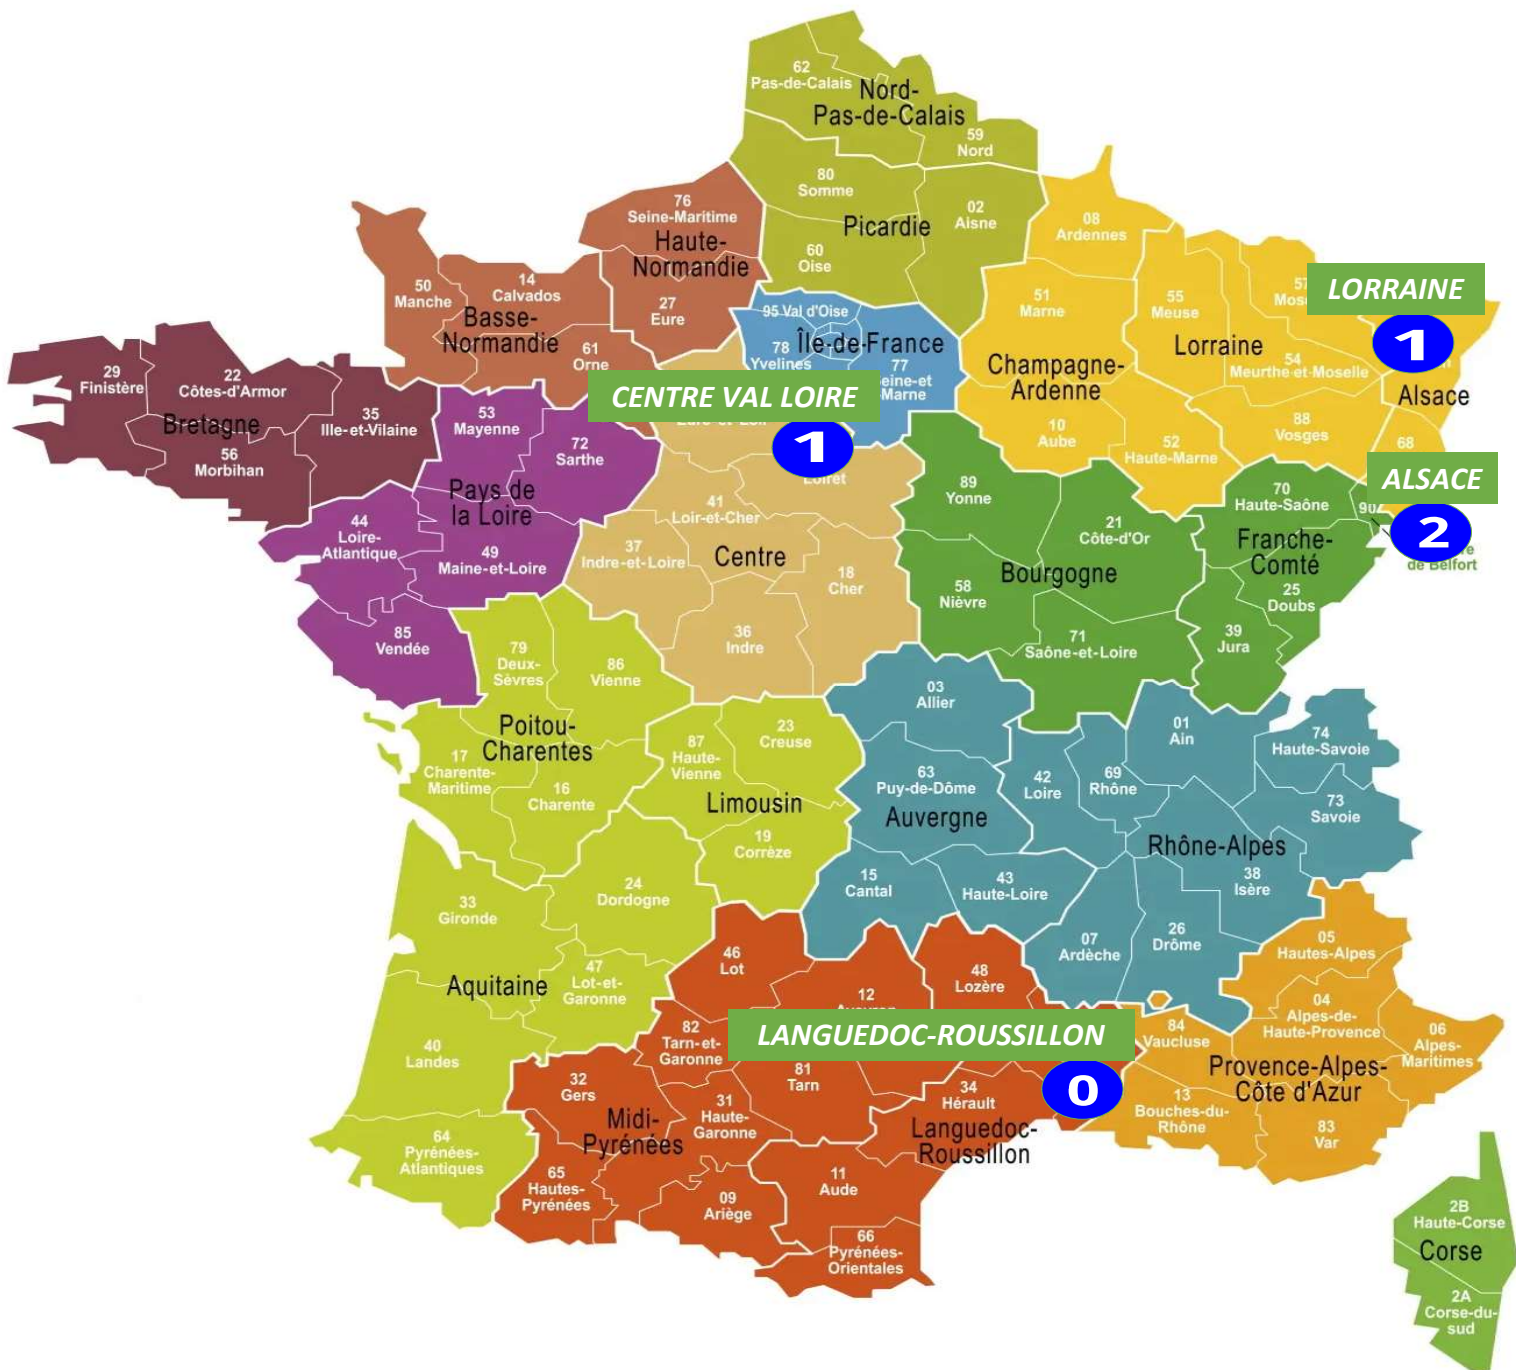 62
Pas-de-Calais
Nord-
Pas-de-Calais
59
Nord
80
Somme
02
Aisne
Picardie
60
Oise
76
Seine-Maritime
Haute-
Normandie
27
Eure
50
Manche
14
Calvados
Basse-
Normandie
61
Orne
08
Ardennes
51
Marne
Champagne-
Ardenne
10
Aube
52
Haute-Marne
55
Meuse
57
Lorraine
54
Meurthe-et-Moselle
88
Vosges
LORRAINE
1
Alsace
68
ALSACE
2
de Belfort
95 Val d'Oise
Île-de-France
78
Yvelines
77
Seine-et
Marne
29
Finistère
22
Côtes-d'Armor
Bretagne
35
Ille-et-Vilaine
56
Morbihan
53
Mayenne
72
Sarthe
Pays de
la Loire
44
Loire-
Atlantique
49
Maine-et-Loire
85
Vendée
CENTRE VAL LOIRE
1
Eure-et-Loir
Loiret
41
Loir-et-Cher
37
Indre-et-Loire
Centre
18
Cher
36
Indre
89
Yonne
21
Côte-d'Or
Bourgogne
58
Nièvre
71
Saône-et-Loire
70
Haute-Saône
Franche-
Comté
25
Doubs
39
Jura
79
Deux-
Sèvres
86
Vienne
Poitou-
Charentes
17
Charente-
Maritime
16
Charente
87
Haute-
Vienne
23
Creuse
Limousin
19
Corrèze
03
Allier
63
Puy-de-Dôme
Auvergne
15
Cantal
43
Haute-Loire
42
Loire
69
Rhône
01
Ain
74
Haute-Savoie
73
Savoie
Rhône-Alpes
38
Isère
07
Ardèche
26
Drôme
33
Gironde
24
Dordogne
Aquitaine
47
Lot-et-
Garonne
40
Landes
64
Pyrénées-
Atlantiques
46
Lot
12
Aveyron
48
Lozère
82
Tarn-et-
Garonne
LANGUEDOC-ROUSSILLON
0
81
Tarn
32
Gers
31
Haute-
Garonne
Midi-
Pyrénées
65
Hautes-
Pyrénées
09
Ariège
34
Hérault
Languedoc-
Roussillon
11
Aude
66
Pyrénées-
Orientales
05
Hautes-Alpes
04
Alpes-de-
Haute-Provence
06
Alpes-
Maritimes
84
Vaucluse
Provence-Alpes-
Côte d'Azur
13
Bouches-du-
Rhône
83
Var
2B
Haute-Corse
Corse
2A
Corse-du-
sud